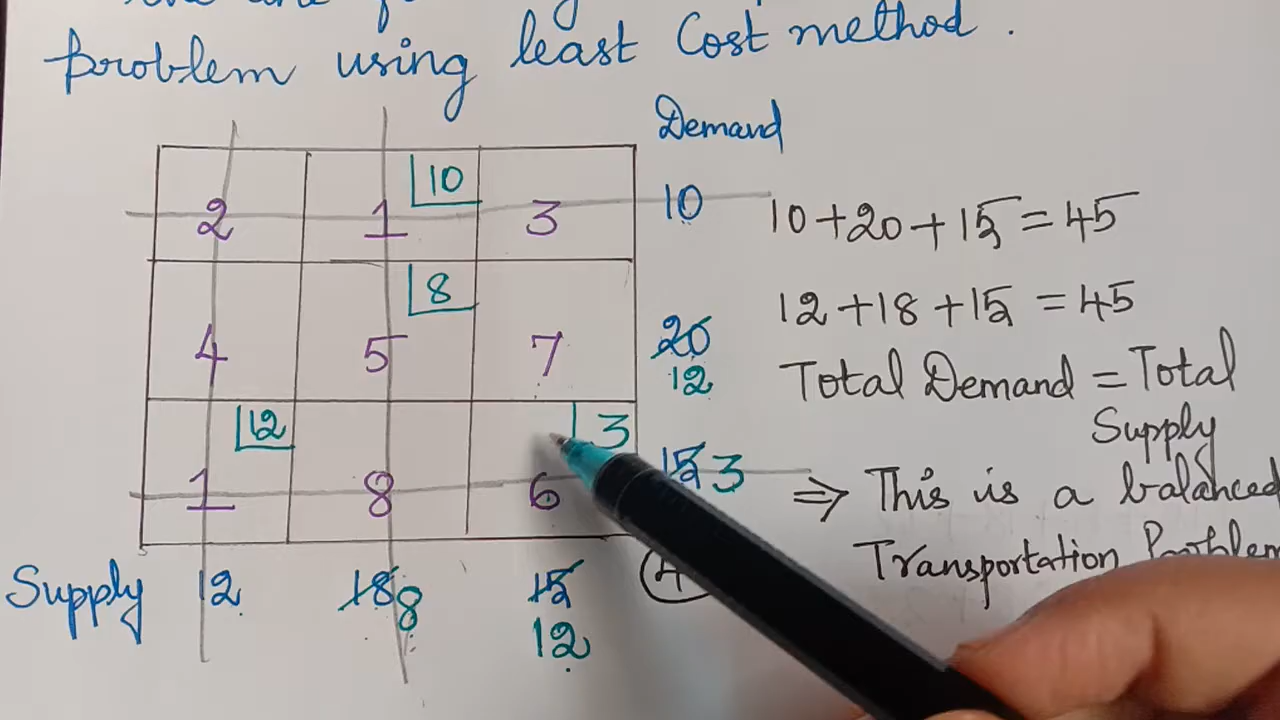 problem using least Cost method.
Demand
2 1 10 3 10
10+20+15=45
8
4 5 7 20
12
12+18+15=45
Total Demand = Total
Supply
12 3
1 8 6 15 3
⇒ This is a balanced
Transportation Problem
Supply 12 18 8 15
12